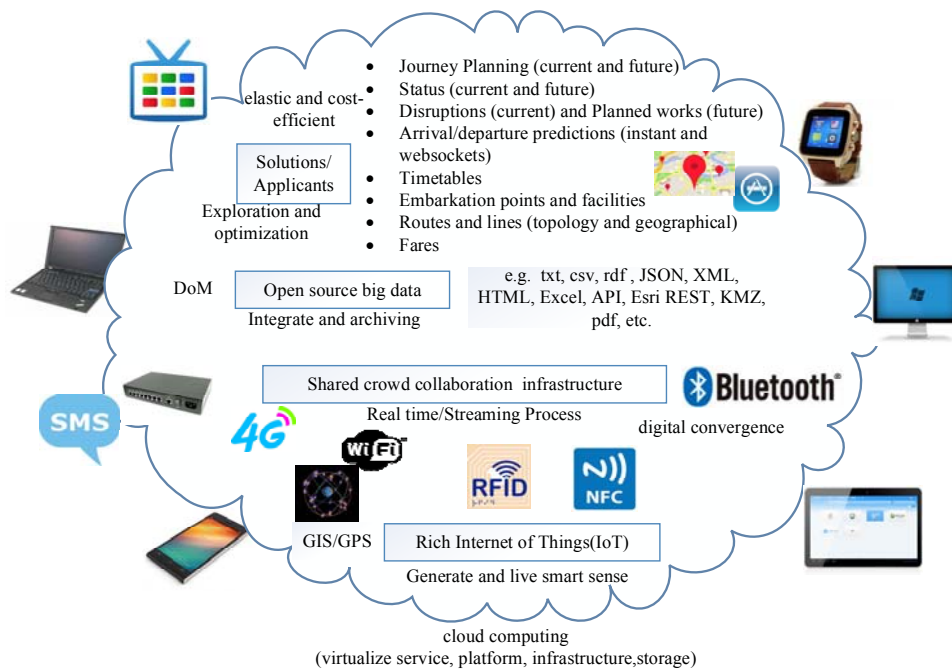 • Journey Planning (current and future)
• Status (current and future)
• Disruptions (current) and Planned works (future)
• Arrival/departure predictions (instant and
websockets)
• Timetables
• Embarkation points and facilities
• Routes and lines (topology and geographical)
• Fares
elastic and cost-
efficient
Solutions/
Applicants
Exploration and
optimization
DoM
Open source big data
Integrate and archiving
e.g. txt, csv, rdf , JSON, XML,
HTML, Excel, API, Esri REST, KMZ,
pdf, etc.
Shared crowd collaboration infrastructure
Real time/Streaming Process
Bluetooth®
digital convergence
SMS
4G
WiFi
RFID
NFC
GIS/GPS
Rich Internet of Things(IoT)
Generate and live smart sense
cloud computing
(virtualize service, platform, infrastructure,storage)